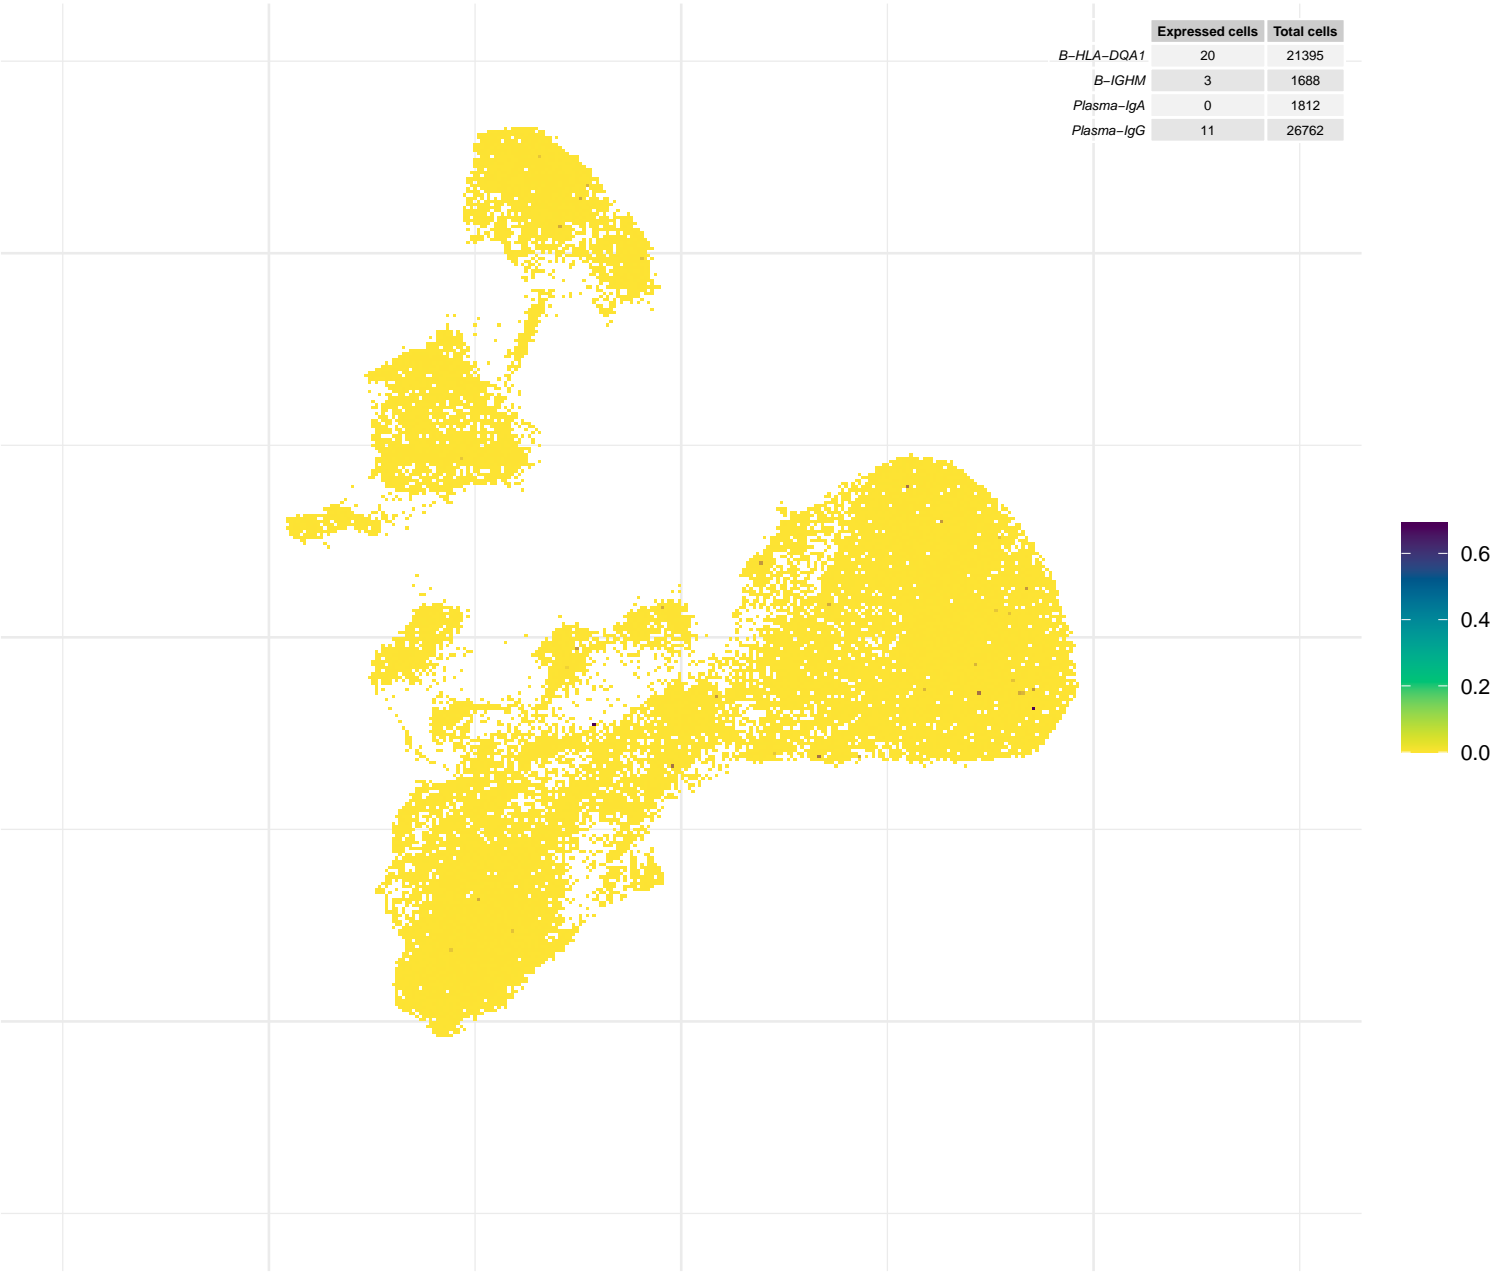 Expressed cells Total cells
B−HLA−DQA1 20 21395
B−IGHM 3 1688
Plasma−IgA 0 1812
Plasma−IgG 11 26762
0.6
0.4
0.2
0.0